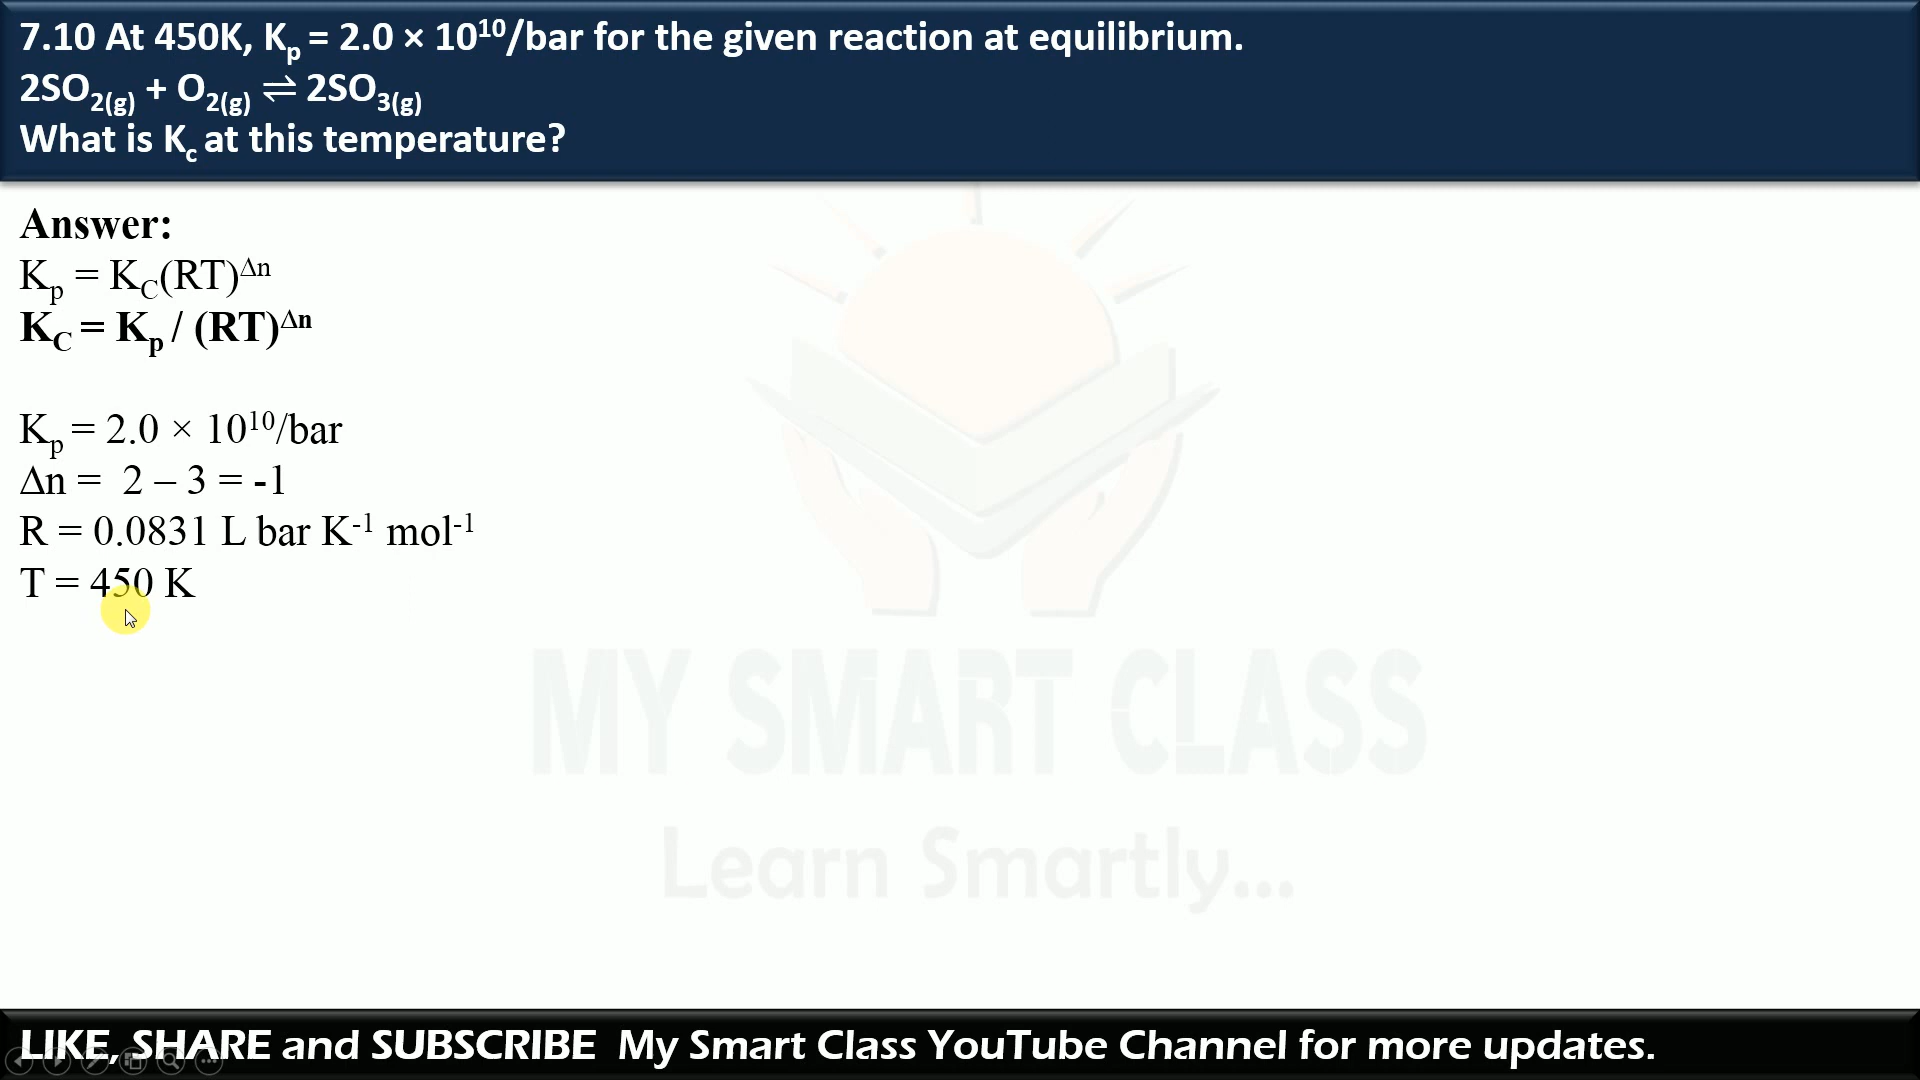 7.10 At 450K, Kp = 2.0 × 10¹⁰/bar for the given reaction at equilibrium.
2SO₂(g) + O₂(g) ⇌ 2SO₃(g)
What is Kc at this temperature?
Answer:
Kp = KC(RT)^Δn
KC = Kp / (RT)^Δn
Kp = 2.0 × 10¹⁰/bar
Δn = 2 – 3 = -1
R = 0.0831 L bar K⁻¹ mol⁻¹
T = 450 K
MY SMART CLASS
Learn Smartly...
LIKE, SHARE and SUBSCRIBE My Smart Class YouTube Channel for more updates.